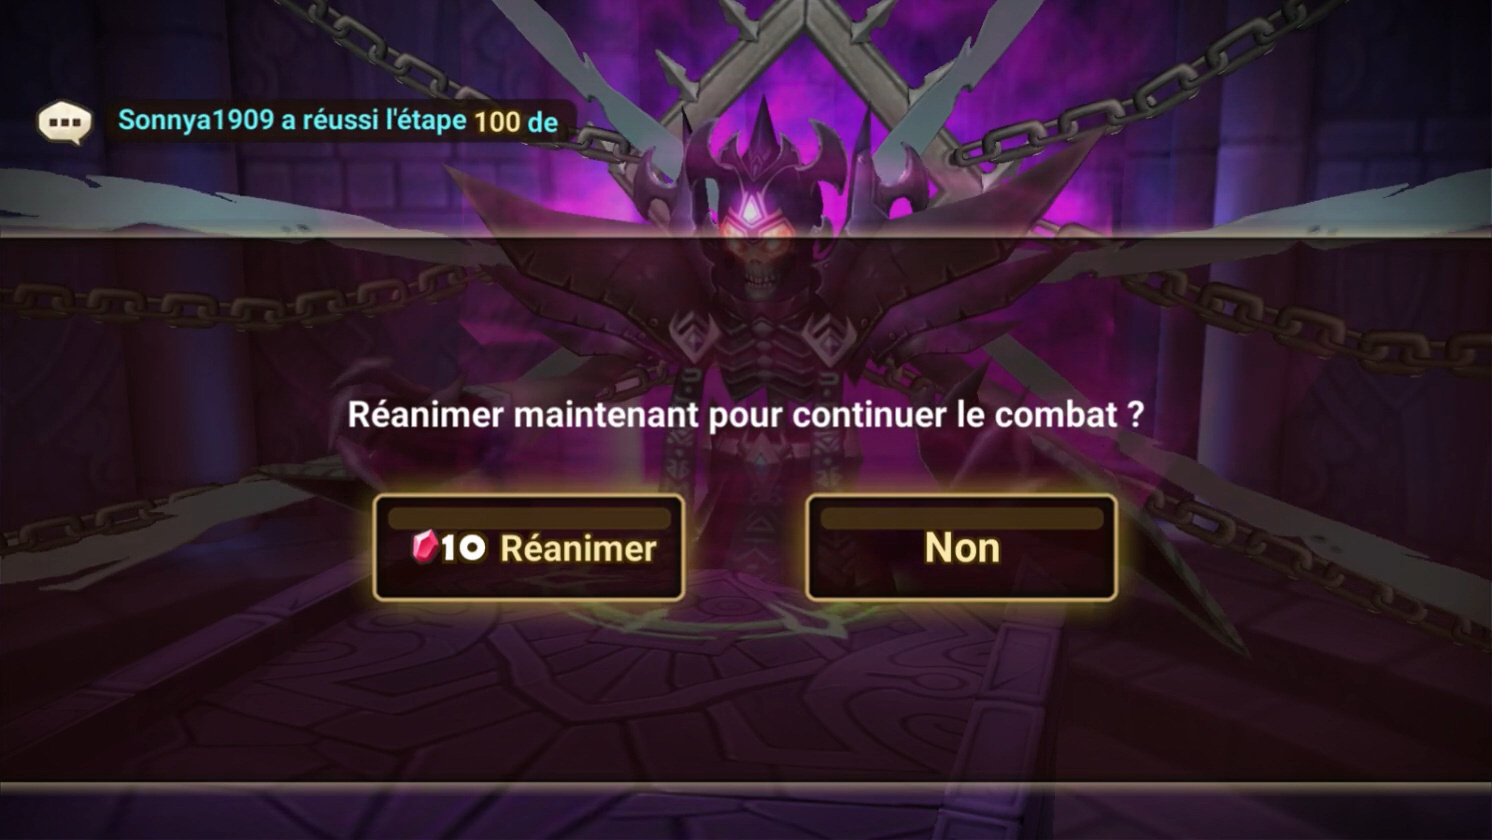 Sonnya1909 a réussi l'étape 100 de
Réanimer maintenant pour continuer le combat ?
10 Réanimer
Non